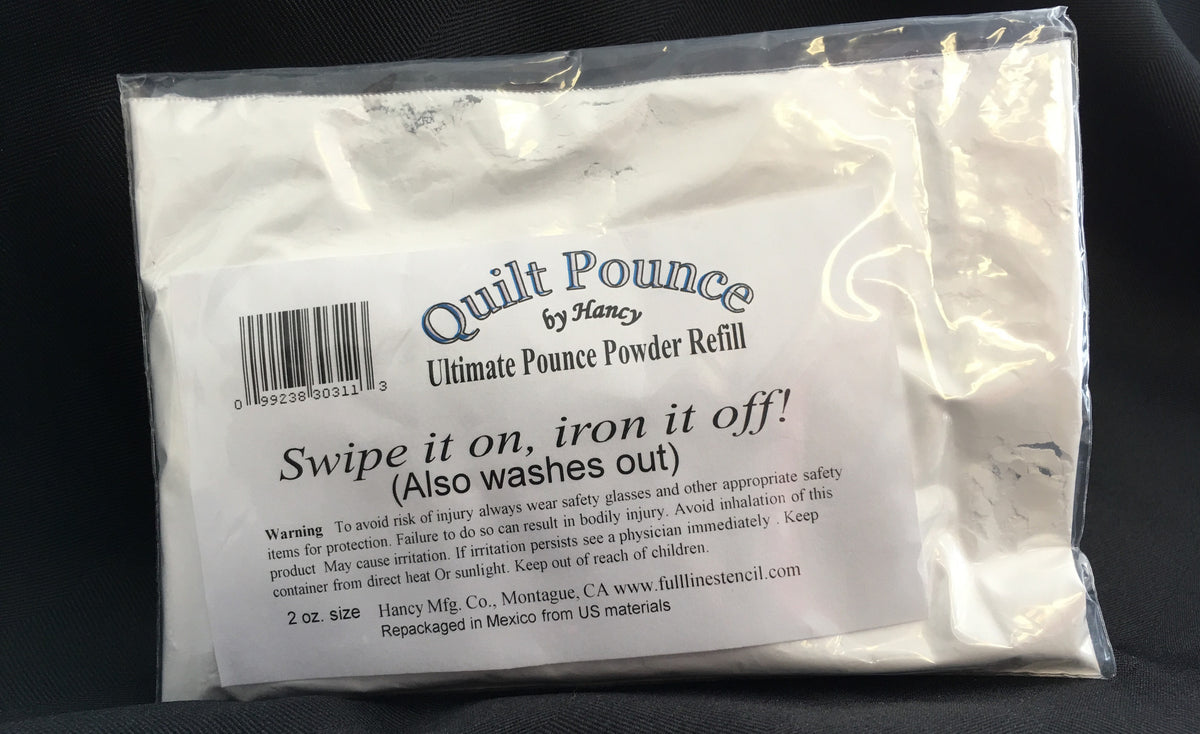 Quilt Pounce
by Hancy
Ultimate Pounce Powder Refill
0 99238 30311 3
Swipe it on, iron it off!
(Also washes out)
Warning To avoid risk of injury always wear safety glasses and other appropriate safety
items for protection. Failure to do so can result in bodily injury. Avoid inhalation of this
product May cause irritation. If irritation persists see a physician immediately . Keep
container from direct heat Or sunlight. Keep out of reach of children.
2 oz. size Hancy Mfg. Co., Montague, CA www.fulllinestencil.com
Repackaged in Mexico from US materials